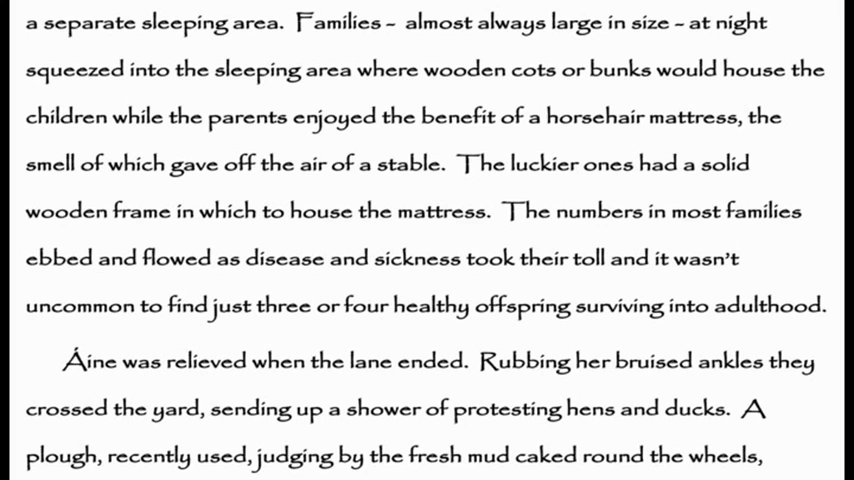 a separate sleeping area.  Families -  almost always large in size - at night
squeezed into the sleeping area where wooden cots or bunks would house the
children while the parents enjoyed the benefit of a horsehair mattress, the
smell of which gave off the air of a stable.  The luckier ones had a solid
wooden frame in which to house the mattress.  The numbers in most families
ebbed and flowed as disease and sickness took their toll and it wasn't
uncommon to find just three or four healthy offspring surviving into adulthood.
Áine was relieved when the lane ended.  Rubbing her bruised ankles they
crossed the yard, sending up a shower of protesting hens and ducks.  A
plough, recently used, judging by the fresh mud caked round the wheels,